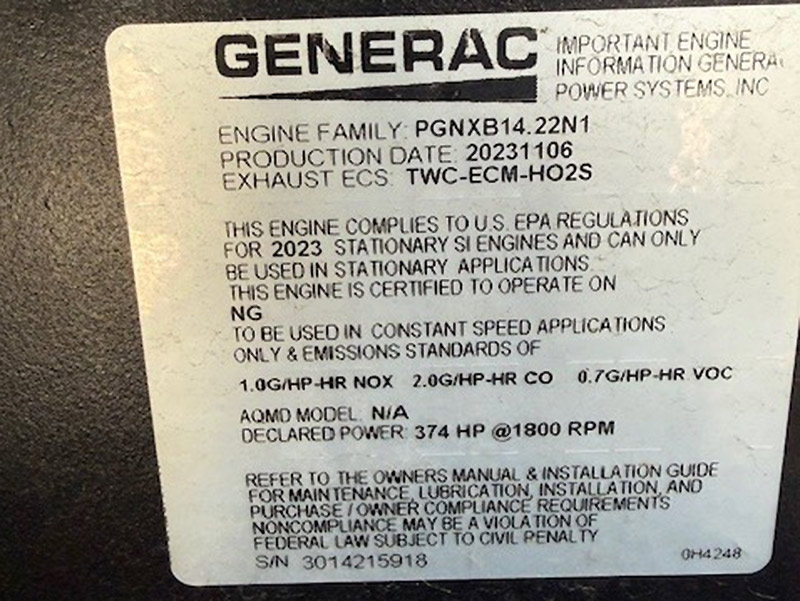 GENERAC
IMPORTANT ENGINE
INFORMATION GENERA
POWER SYSTEMS, INC
ENGINE FAMILY: PGNXB14.22N1
PRODUCTION DATE: 20231106
EXHAUST ECS: TWC-ECM-HO2S
THIS ENGINE COMPLIES TO U.S. EPA REGULATIONS
FOR 2023 STATIONARY SI ENGINES AND CAN ONLY
BE USED IN STATIONARY APPLICATIONS.
THIS ENGINE IS CERTIFIED TO OPERATE ON
NG
TO BE USED IN CONSTANT SPEED APPLICATIONS
ONLY & EMISSIONS STANDARDS OF
1.0G/HP-HR NOX 2.0G/HP-HR CO 0.7G/HP-HR VOC
AQMD MODEL: N/A
DECLARED POWER: 374 HP @1800 RPM
REFER TO THE OWNERS MANUAL & INSTALLATION GUIDE
FOR MAINTENANCE, LUBRICATION, INSTALLATION, AND
PURCHASE / OWNER COMPLIANCE REQUIREMENTS
NONCOMPLIANCE MAY BE A VIOLATION OF
FEDERAL LAW SUBJECT TO CIVIL PENALTY
S/N 3014215918
0H4248